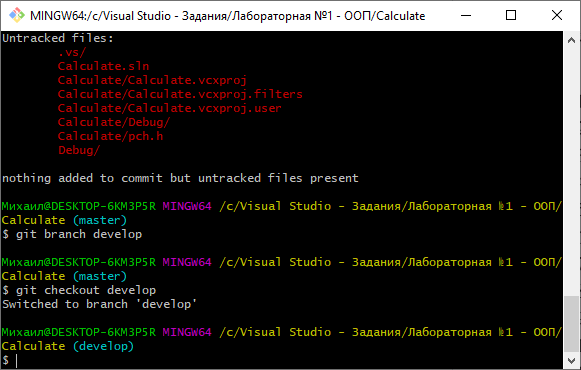 MINGW64:/c/Visual Studio - Задания/Лабораторная №1 - ООП/Calculate
Untracked files:
.vs/
Calculate.sln
Calculate/Calculate.vcxproj
Calculate/Calculate.vcxproj.filters
Calculate/Calculate.vcxproj.user
Calculate/Debug/
Calculate/pch.h
Debug/
nothing added to commit but untracked files present
Михаил@DESKTOP-6KM3P5R MINGW64 /c/Visual Studio - Задания/Лабораторная №1 - ООП/
Calculate (master)
$ git branch develop
Михаил@DESKTOP-6KM3P5R MINGW64 /c/Visual Studio - Задания/Лабораторная №1 - ООП/
Calculate (master)
$ git checkout develop
Switched to branch 'develop'
Михаил@DESKTOP-6KM3P5R MINGW64 /c/Visual Studio - Задания/Лабораторная №1 - ООП/
Calculate (develop)
$